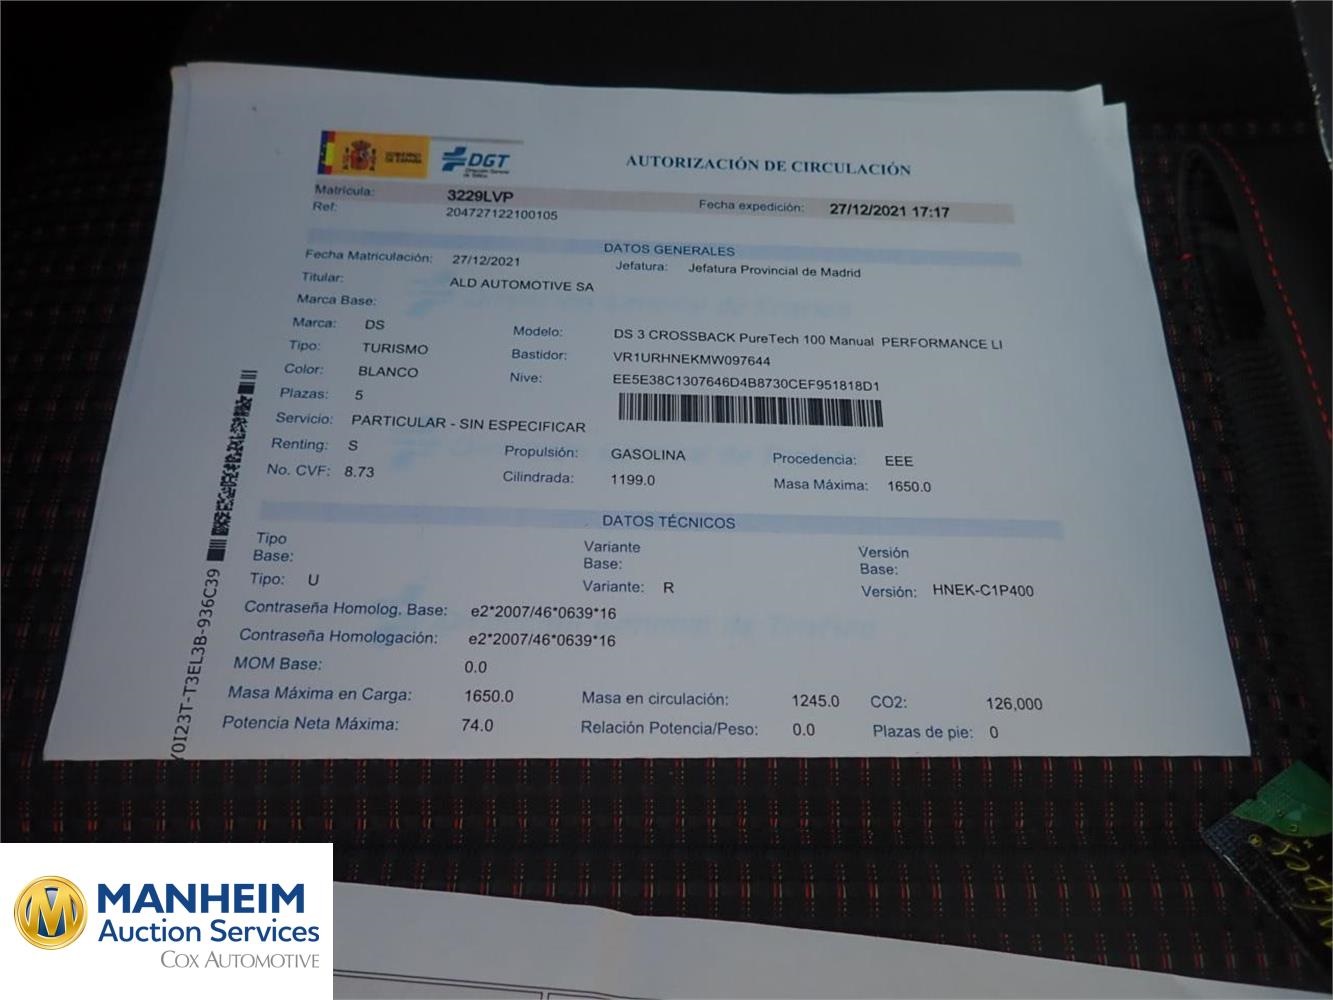 GOBIERNO DE ESPAÑA
DGT
Dirección General de Tráfico
AUTORIZACIÓN DE CIRCULACIÓN
Matrícula: 3229LVP Fecha expedición: 27/12/2021 17:17
Ref: 204727122100105
DATOS GENERALES
Fecha Matriculación: 27/12/2021 Jefatura: Jefatura Provincial de Madrid
Titular: ALD AUTOMOTIVE SA
Marca Base:
Marca: DS Modelo: DS 3 CROSSBACK PureTech 100 Manual PERFORMANCE LI
Tipo: TURISMO Bastidor: VR1URHNEKMW097644
Color: BLANCO Nive: EE5E38C1307646D4B8730CEF951818D1
Plazas: 5
Servicio: PARTICULAR - SIN ESPECIFICAR
Renting: S Propulsión: GASOLINA Procedencia: EEE
No. CVF: 8.73 Cilindrada: 1199.0 Masa Máxima: 1650.0
DATOS TÉCNICOS
Tipo Base: Variante Base: Versión Base:
Tipo: U Variante: R Versión: HNEK-C1P400
Contraseña Homolog. Base: e2*2007/46*0639*16
Contraseña Homologación: e2*2007/46*0639*16
MOM Base: 0.0
Masa Máxima en Carga: 1650.0 Masa en circulación: 1245.0 CO2: 126,000
Potencia Neta Máxima: 74.0 Relación Potencia/Peso: 0.0 Plazas de pie: 0
Y0I23T-T3EL3B-936C39
MANHEIM
Auction Services
COX AUTOMOTIVE